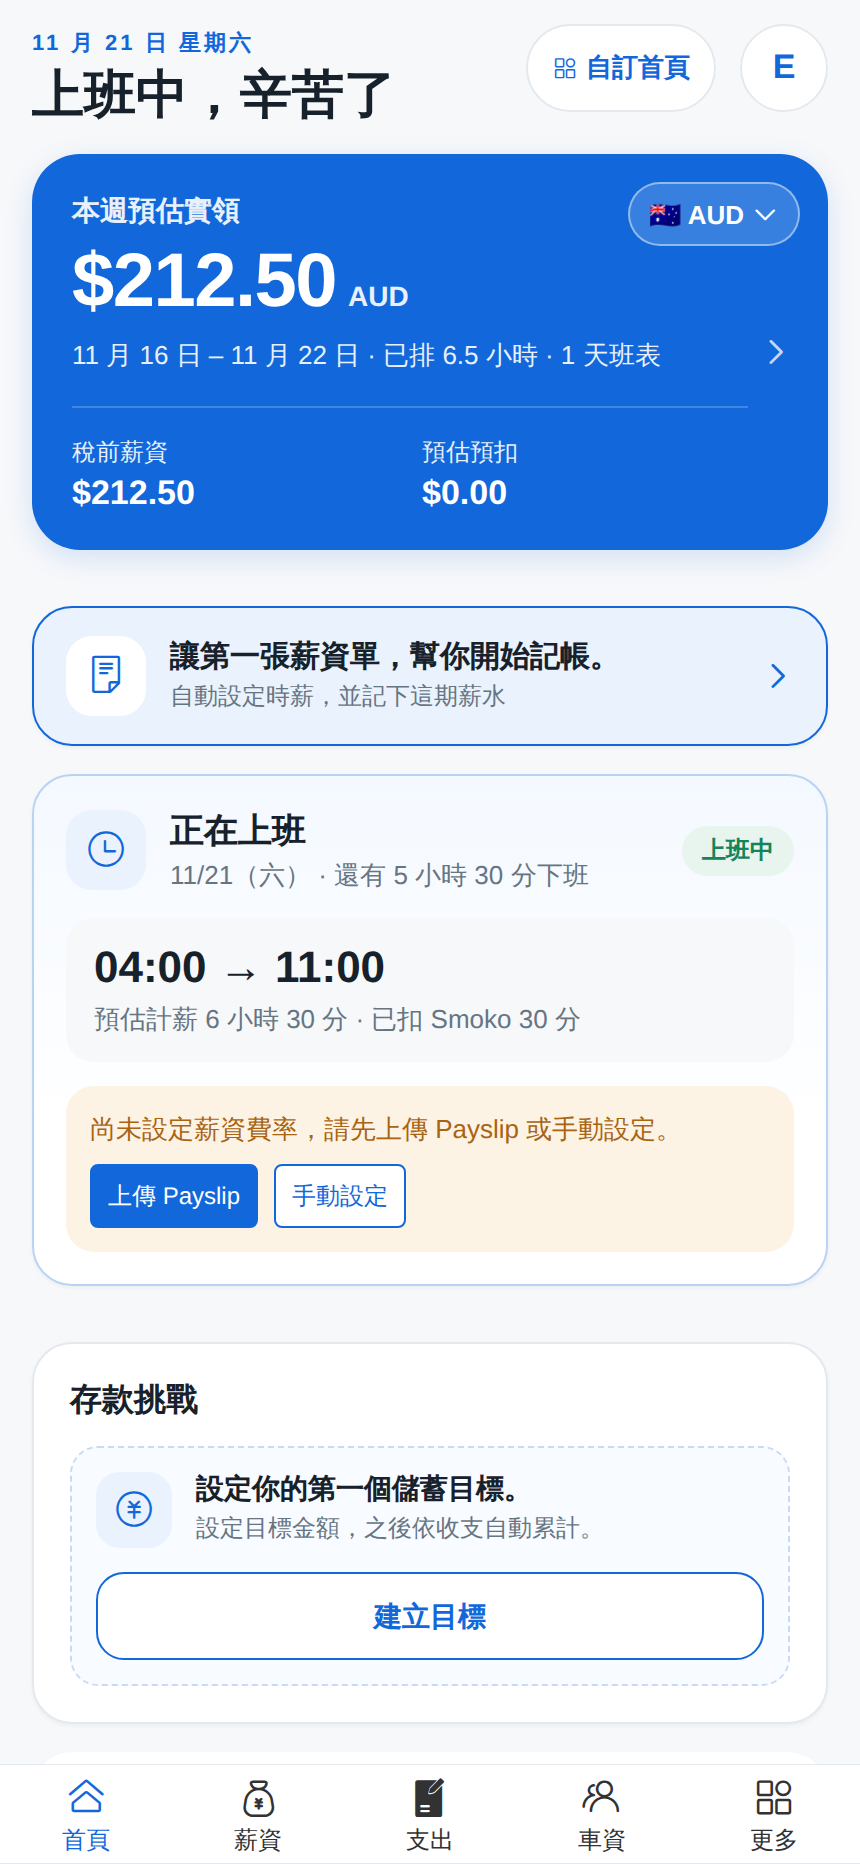 11 月 21 日 星期六
上班中，辛苦了
自訂首頁
E
本週預估實領
AUD
$212.50 AUD
11 月 16 日 – 11 月 22 日 · 已排 6.5 小時 · 1 天班表
稅前薪資
預估預扣
$212.50
$0.00
讓第一張薪資單，幫你開始記帳。
自動設定時薪，並記下這期薪水
正在上班
11/21（六） · 還有 5 小時 30 分下班
上班中
04:00 → 11:00
預估計薪 6 小時 30 分 · 已扣 Smoko 30 分
尚未設定薪資費率，請先上傳 Payslip 或手動設定。
上傳 Payslip
手動設定
存款挑戰
設定你的第一個儲蓄目標。
設定目標金額，之後依收支自動累計。
建立目標
首頁
薪資
支出
車資
更多